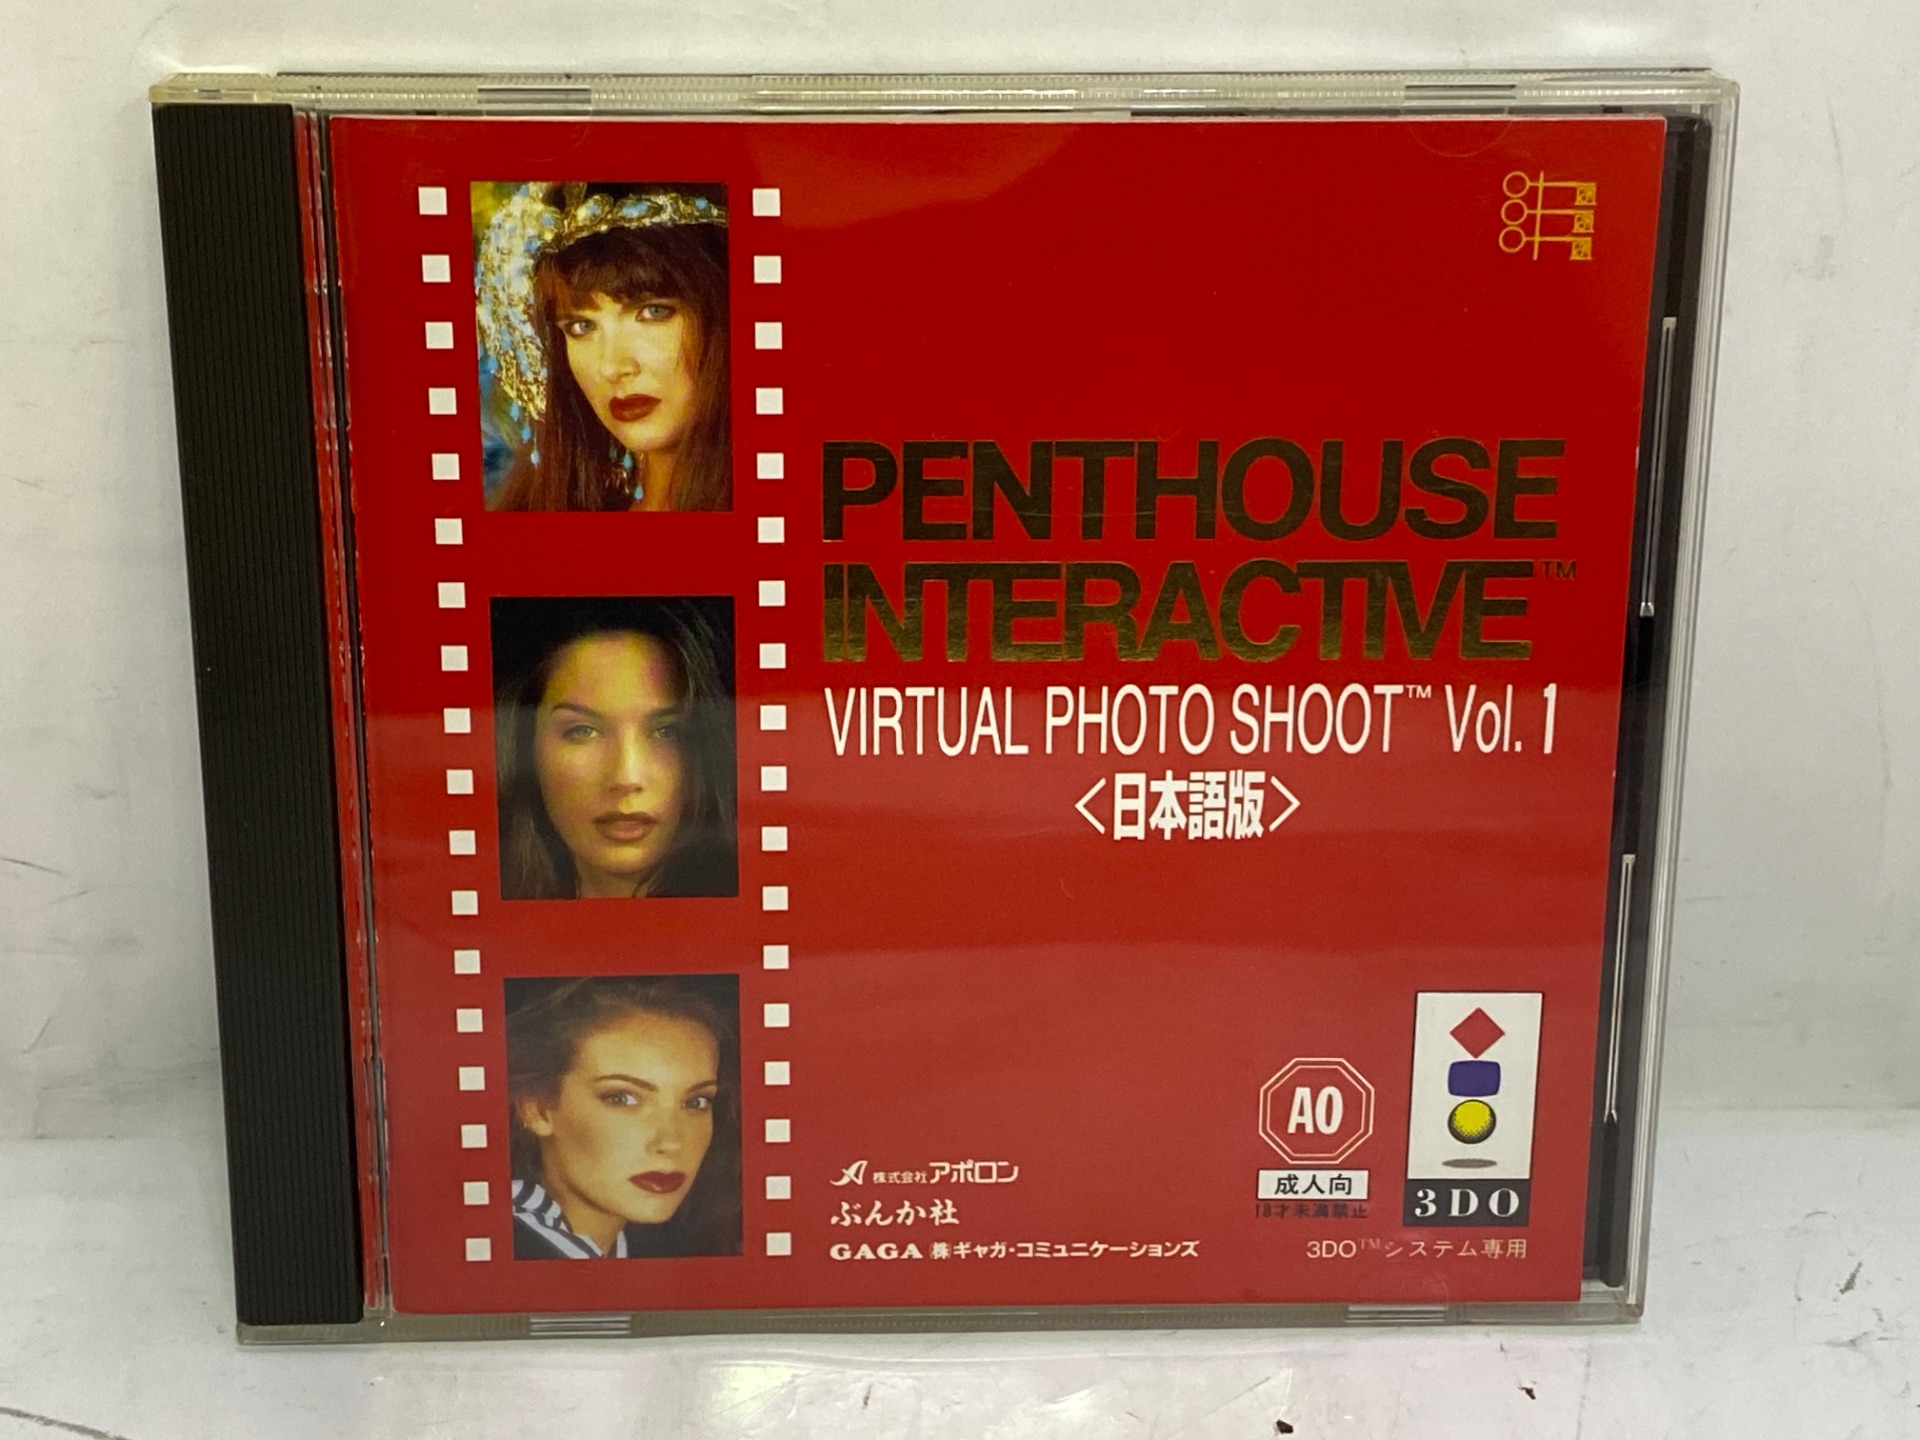 PENTHOUSE
INTERACTIVE™
VIRTUAL PHOTO SHOOT™ Vol. 1
<日本語版>
株式会社アポロン
ぶんか社
GAGA (株)ギャガ・コミュニケーションズ
AO
成人向
18才未満禁止
3DO
3DO™システム専用